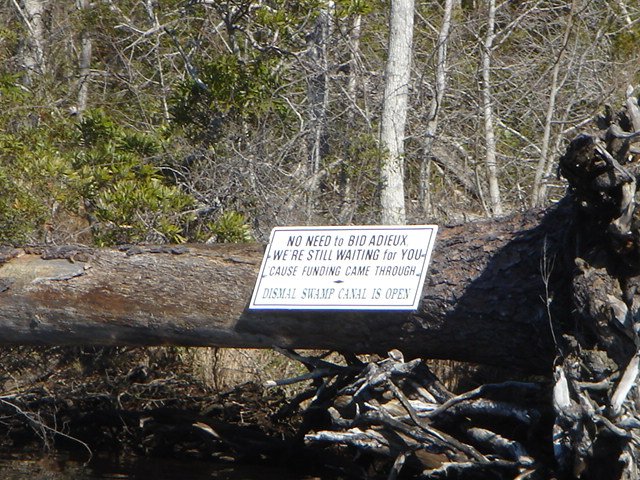 NO NEED to BID ADIEUX
WE'RE STILL WAITING for YOU
CAUSE FUNDING CAME THROUGH
DISMAL SWAMP CANAL IS OPEN